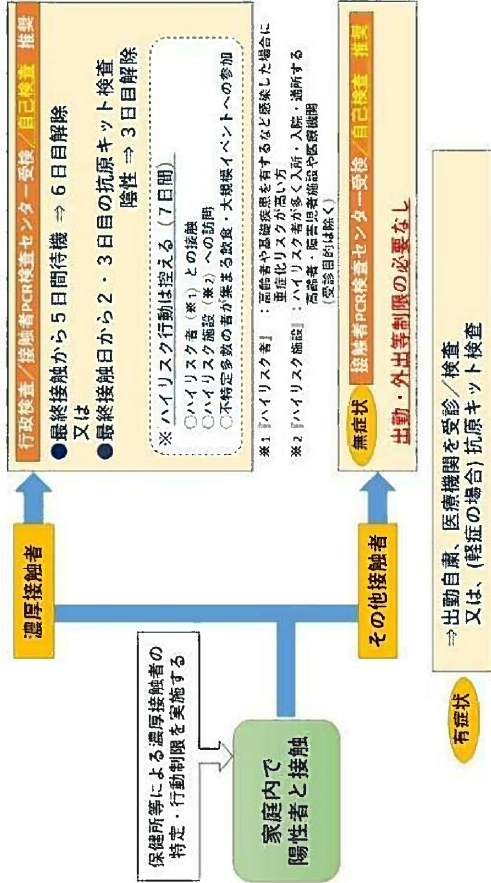 保健所等による濃厚接触者の
特定・行動制限を実施する
家庭内で
陽性者と接触
濃厚接触者
行政検査／接触者PCR検査センター受検／自己検査 推奨
●最終接触から５日間待機 ⇒ ６日目解除
又は
●最終接触日から２・３日目の抗原キット検査
陰性 ⇒ ３日目解除
※ ハイリスク行動は控える（７日間）
○ハイリスク者（※１）との接触
○ハイリスク施設（※２）への訪問
○不特定多数の者が集まる飲食・大規模イベントへの参加
※１『ハイリスク者』：高齢者や基礎疾患を有するなど感染した場合に
重症化リスクが高い方
※２『ハイリスク施設』：ハイリスク者が多く入所・入院・通所する
高齢者・障害児者施設や医療機関
（受診目的は除く）
その他接触者
無症状
接触者PCR検査センター受検／自己検査 推奨
出勤・外出等制限の必要なし
有症状
⇒出勤自粛、医療機関を受診／検査
又は、(軽症の場合) 抗原キット検査